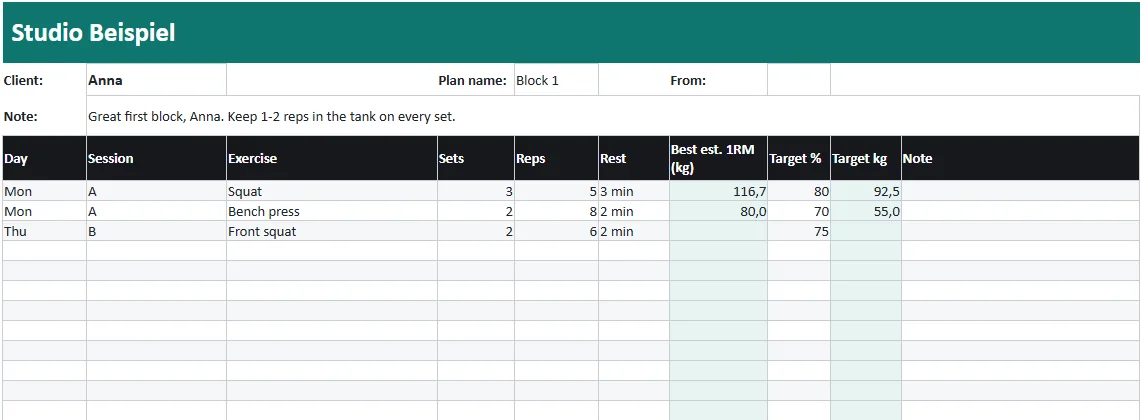 Studio Beispiel
Client: Anna Plan name: Block 1 From:
Note: Great first block, Anna. Keep 1-2 reps in the tank on every set.
Day Session Exercise Sets Reps Rest Best est. 1RM (kg) Target % Target kg Note
Mon A Squat 3 5 3 min 116,7 80 92,5
Mon A Bench press 2 8 2 min 80,0 70 55,0
Thu B Front squat 2 6 2 min 75